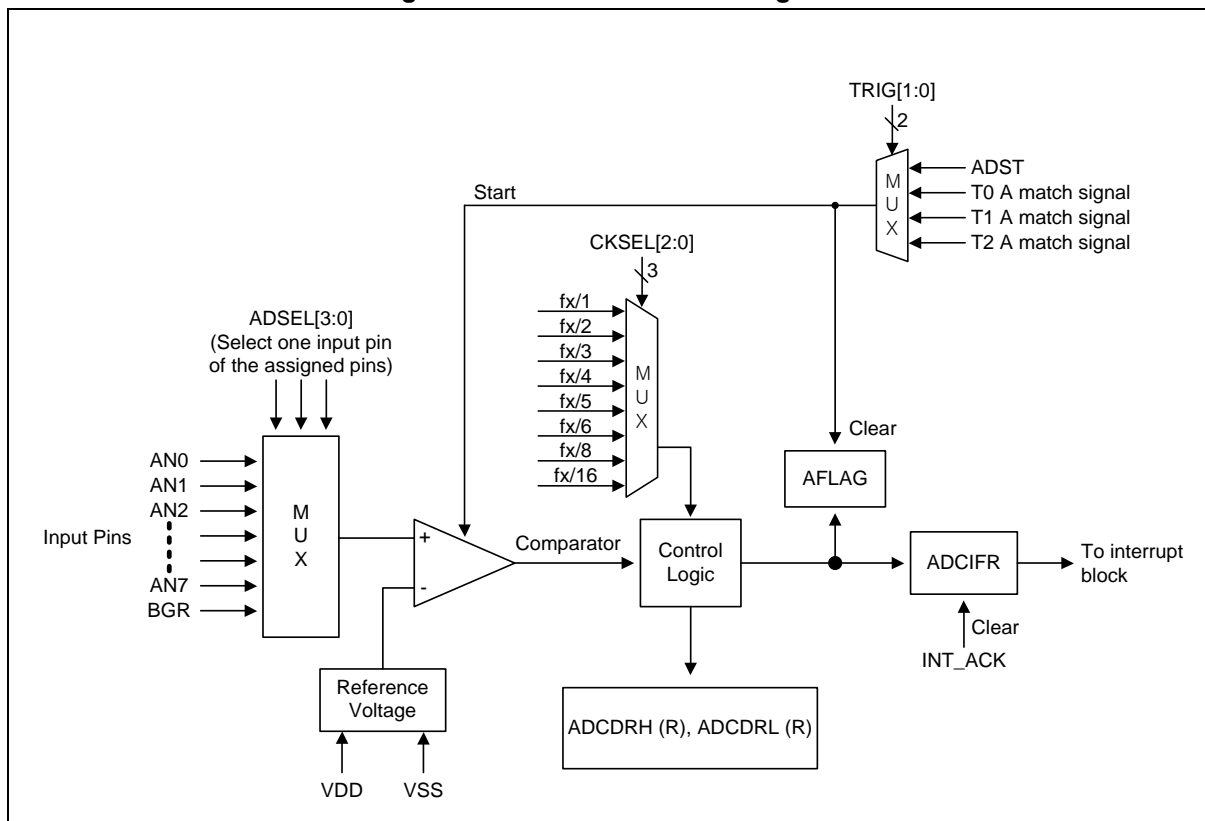 TRIG[1:0]
2
MUX
ADST
T0 A match signal
T1 A match signal
T2 A match signal
Start
CKSEL[2:0]
3
fx/1
fx/2
fx/3
fx/4
fx/5
fx/6
fx/8
fx/16
MUX
ADSEL[3:0]
(Select one input pin
of the assigned pins)
Clear
AFLAG
Input Pins
AN0
AN1
AN2
AN7
BGR
MUX
+
-
Comparator
Control
Logic
ADCIFR
To interrupt
block
Clear
INT_ACK
Reference
Voltage
VDD
VSS
ADCDRH (R), ADCDRL (R)